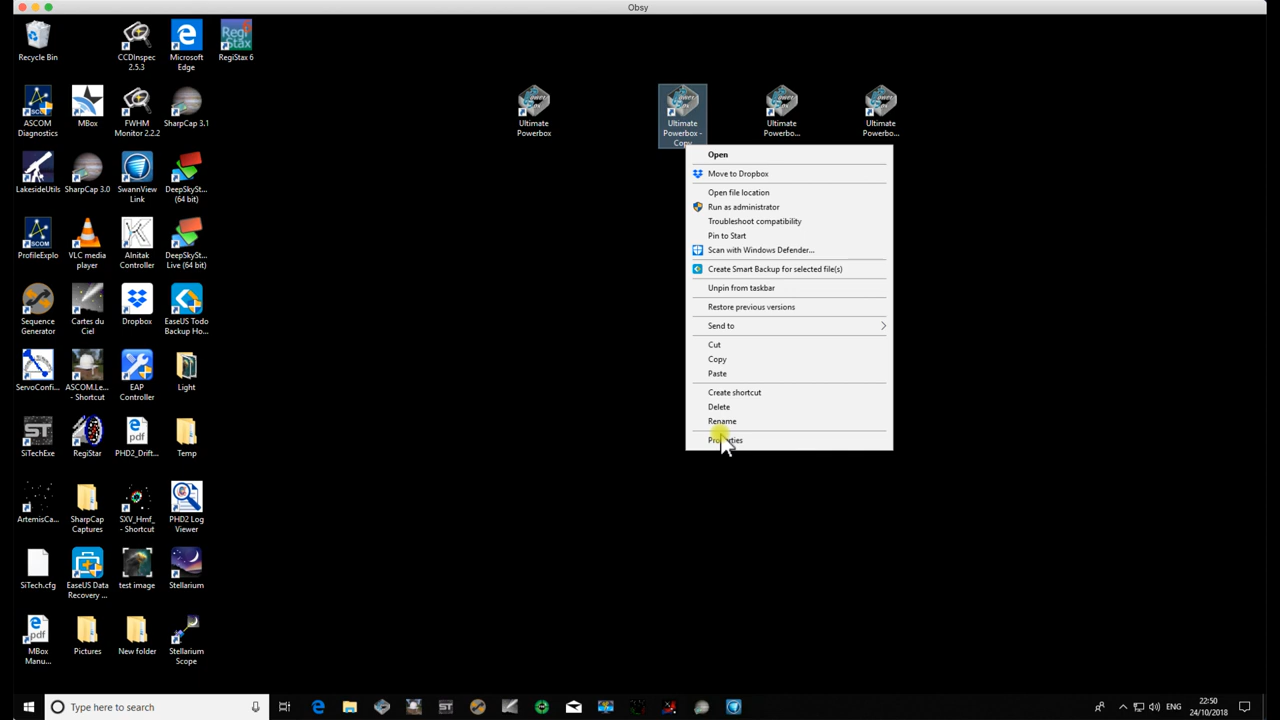 Obsy
Recycle Bin
CCDInspec
2.5.3
Microsoft
Edge
RegiStax 6
ASCOM
Diagnostics
MBox
FWHM
Monitor 2.2.2
SharpCap 3.1
Ultimate
Powerbox
Ultimate
Powerbox -
Copy
Ultimate
Powerbo...
Ultimate
Powerbo...
LakesideUtils
SharpCap 3.0
SwannView
Link
DeepSkySt...
(64 bit)
ProfileExplo
VLC media
player
Alnitak
Controller
DeepSkySt...
Live (64 bit)
Sequence
Generator
Cartes du
Ciel
Dropbox
EaseUS Todo
Backup Ho...
ServoConfi...
ASCOM.Le...
- Shortcut
EAP
Controller
Light
SiTechExe
RegiStar
PHD2_Drift...
Temp
ArtemisCa...
SharpCap
Captures
SXV_Hmf_
- Shortcut
PHD2 Log
Viewer
SiTech.cfg
EaseUS Data
Recovery ...
test image
Stellarium
MBox
Manu...
Pictures
New folder
Stellarium
Scope
Open
Move to Dropbox
Open file location
Run as administrator
Troubleshoot compatibility
Pin to Start
Scan with Windows Defender...
Create Smart Backup for selected file(s)
Unpin from taskbar
Restore previous versions
Send to
Cut
Copy
Paste
Create shortcut
Delete
Rename
Properties
Type here to search
ENG
22:50
24/10/2018